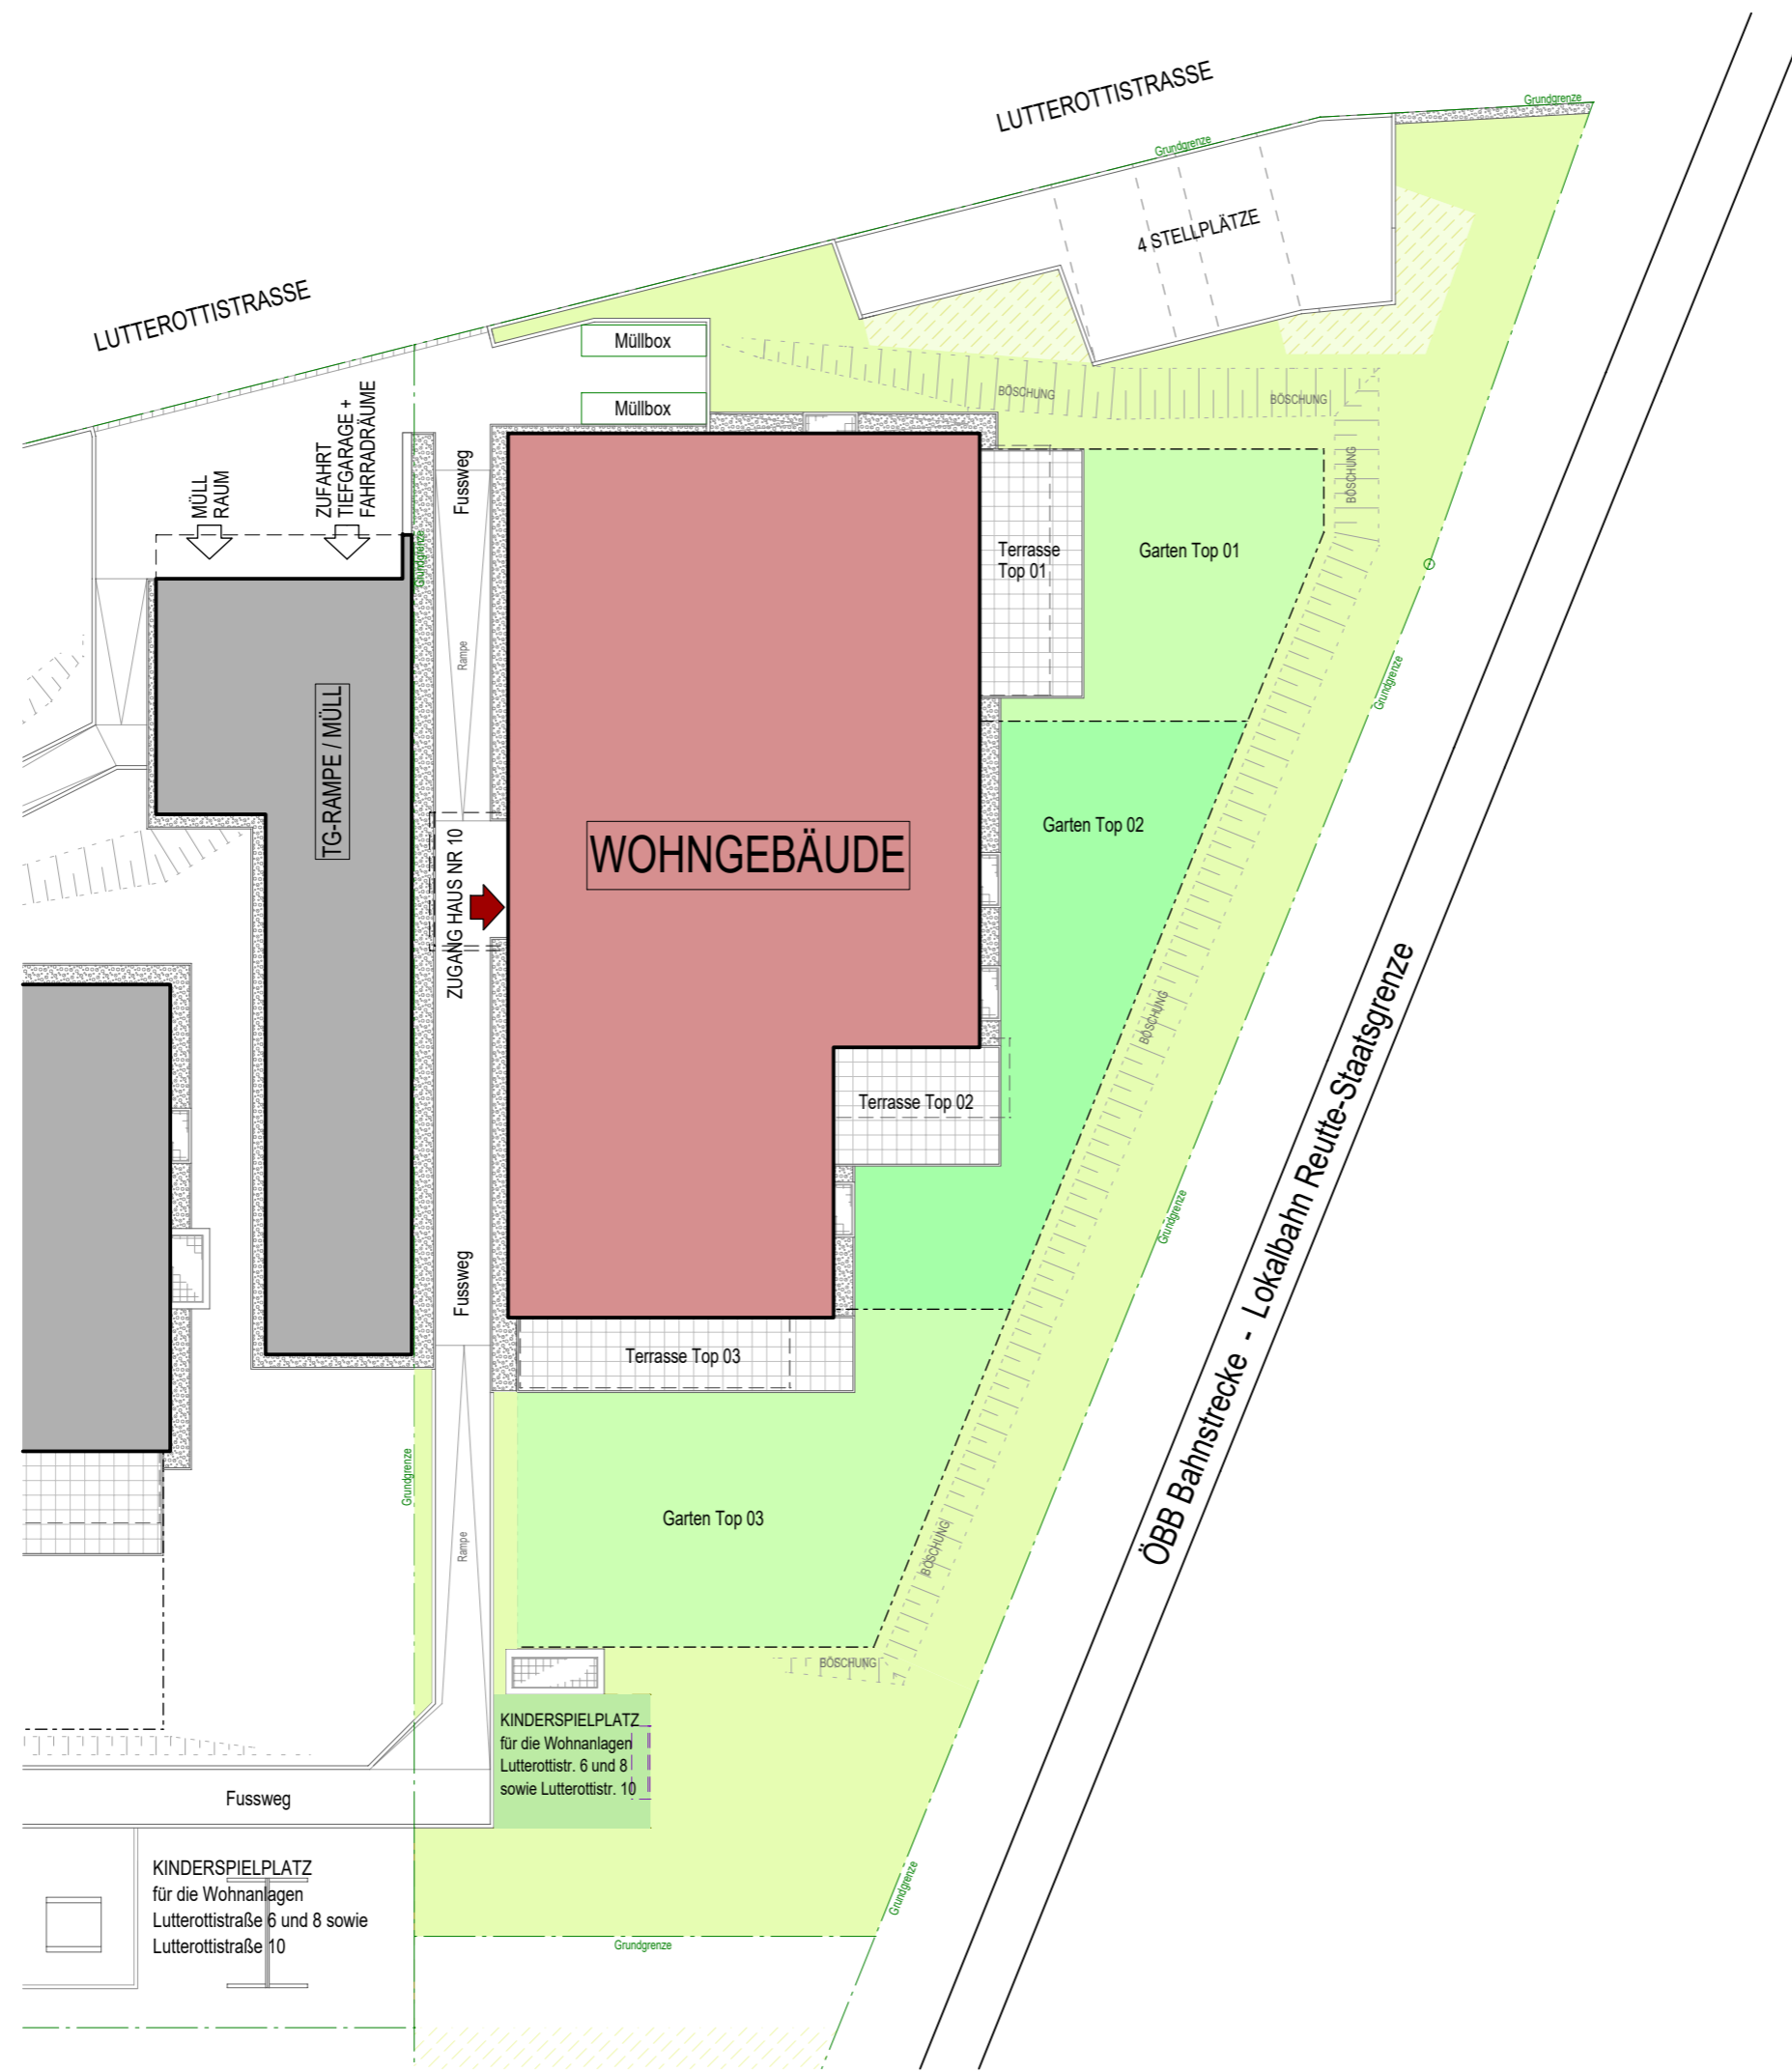 LUTTEROTTISTRASSE
Grundgrenze
Grundgrenze
4 STELLPLÄTZE
LUTTEROTTISTRASSE
Müllbox
Müllbox
BÖSCHUNG
BÖSCHUNG
BÖSCHUNG
MÜLL
RAUM
ZUFAHRT
TIEFGARAGE +
FAHRRADRÄUME
Fussweg
Grundgrenze
Terrasse
Top 01
Garten Top 01
Rampe
Grundgrenze
TG-RAMPE / MÜLL
ZUGANG HAUS NR 10
WOHNGEBÄUDE
Garten Top 02
BÖSCHUNG
Terrasse Top 02
ÖBB Bahnstrecke - Lokalbahn Reutte-Staatsgrenze
Grundgrenze
Fussweg
Terrasse Top 03
Grundgrenze
Garten Top 03
Rampe
BÖSCHUNG
BÖSCHUNG
KINDERSPIELPLATZ
für die Wohnanlagen
Lutterottistr. 6 und 8
sowie Lutterottistr. 10
Fussweg
KINDERSPIELPLATZ
für die Wohnanlagen
Lutterottistraße 6 und 8 sowie
Lutterottistraße 10
Grundgrenze
Grundgrenze